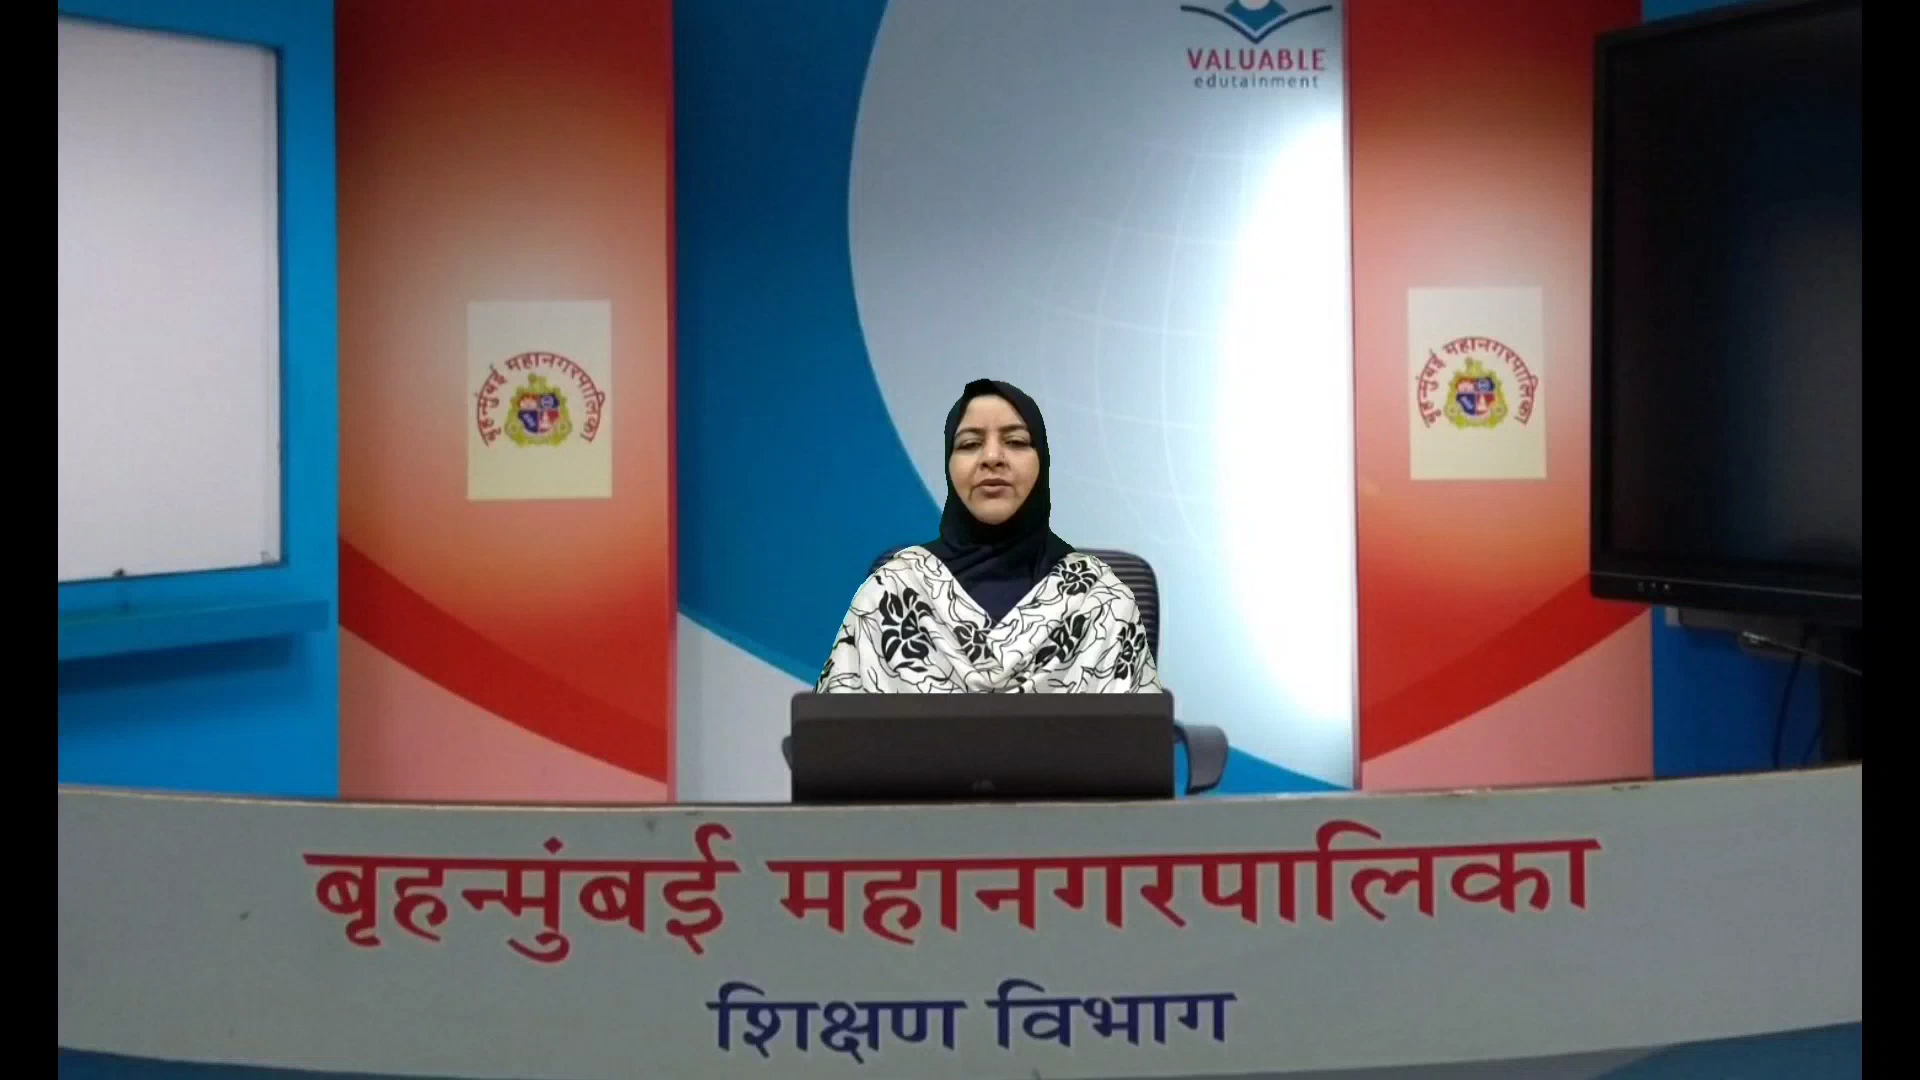 VALUABLE
edutainment
बृहन्मुंबई महानगरपालिका
बृहन्मुंबई महानगरपालिका
बृहन्मुंबई महानगरपालिका
शिक्षण विभाग